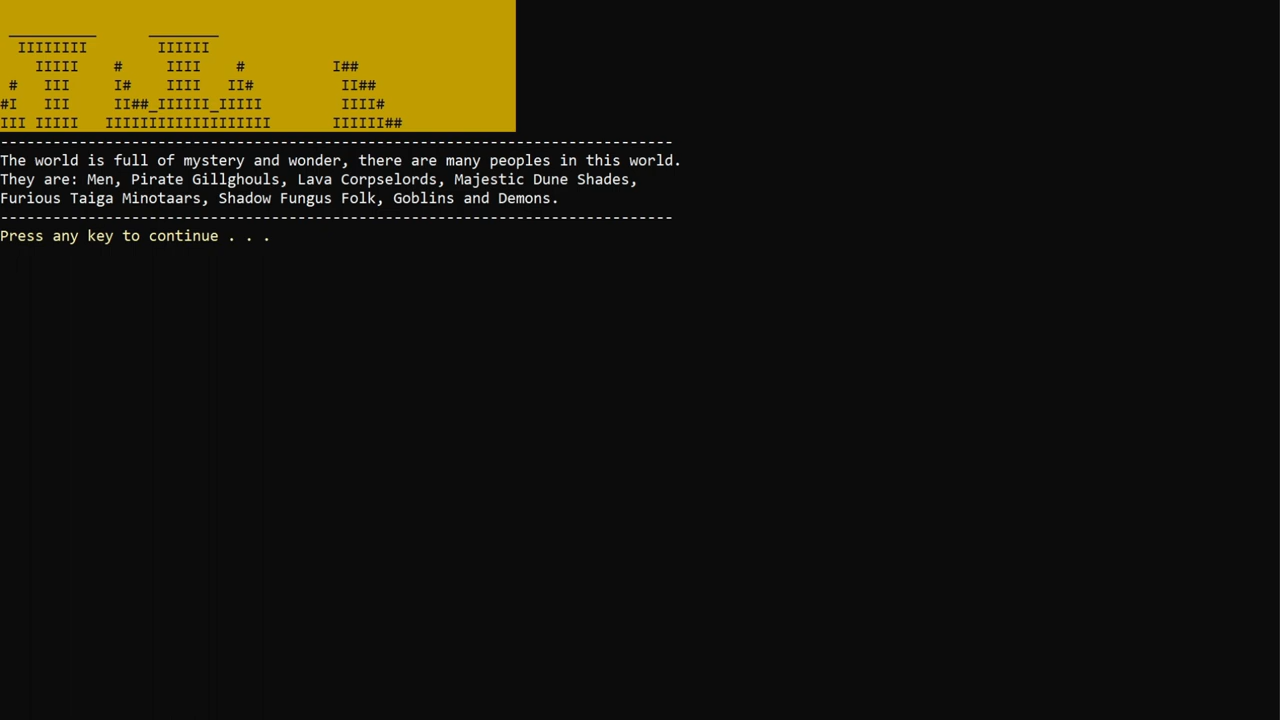 The world is full of mystery and wonder, there are many peoples in this world.
They are: Men, Pirate Gillghouls, Lava Corpselords, Majestic Dune Shades,
Furious Taiga Minotaars, Shadow Fungus Folk, Goblins and Demons.
Press any key to continue . . .